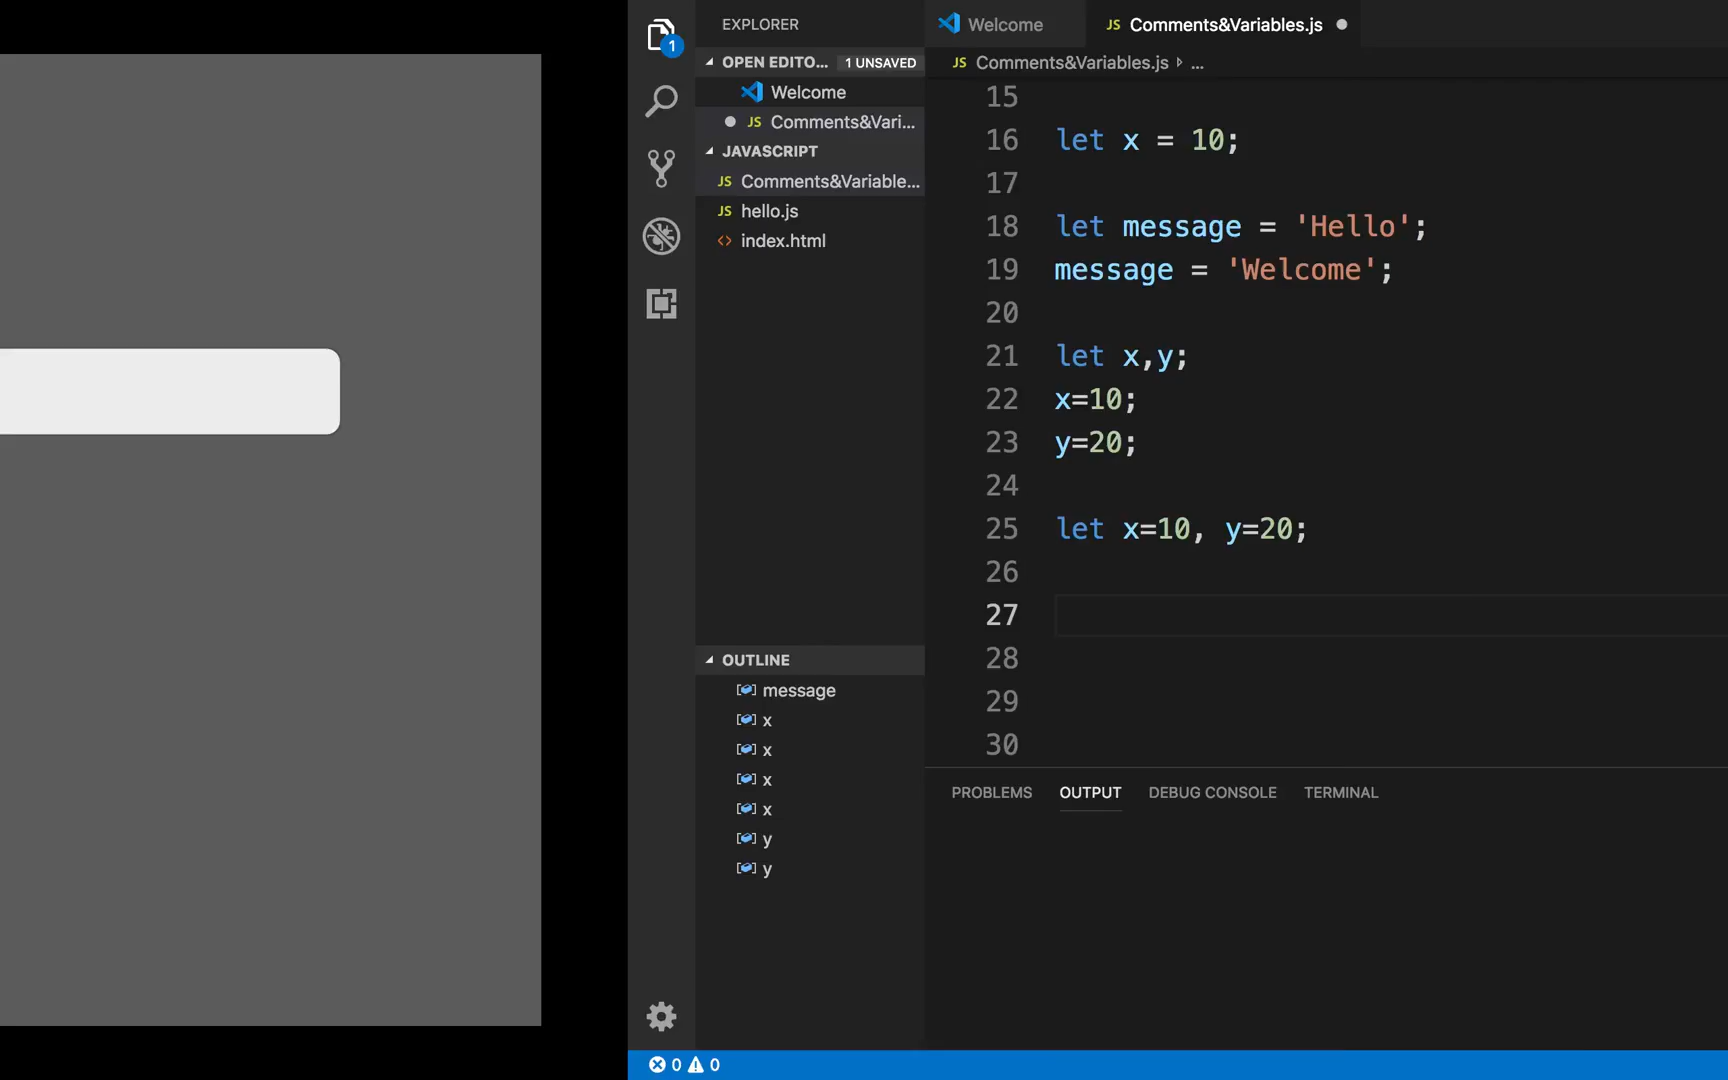 EXPLORER
OPEN EDITO... 1 UNSAVED
Welcome
JS Comments&Vari...
JAVASCRIPT
JS Comments&Variable...
JS hello.js
<> index.html
OUTLINE
message
x
x
x
x
y
y
1
Welcome
JS Comments&Variables.js
JS Comments&Variables.js ...
15
16 let x = 10;
17
18 let message = 'Hello';
19 message = 'Welcome';
20
21 let x,y;
22 x=10;
23 y=20;
24
25 let x=10, y=20;
26
27
28
29
30
PROBLEMS OUTPUT DEBUG CONSOLE TERMINAL
0 0